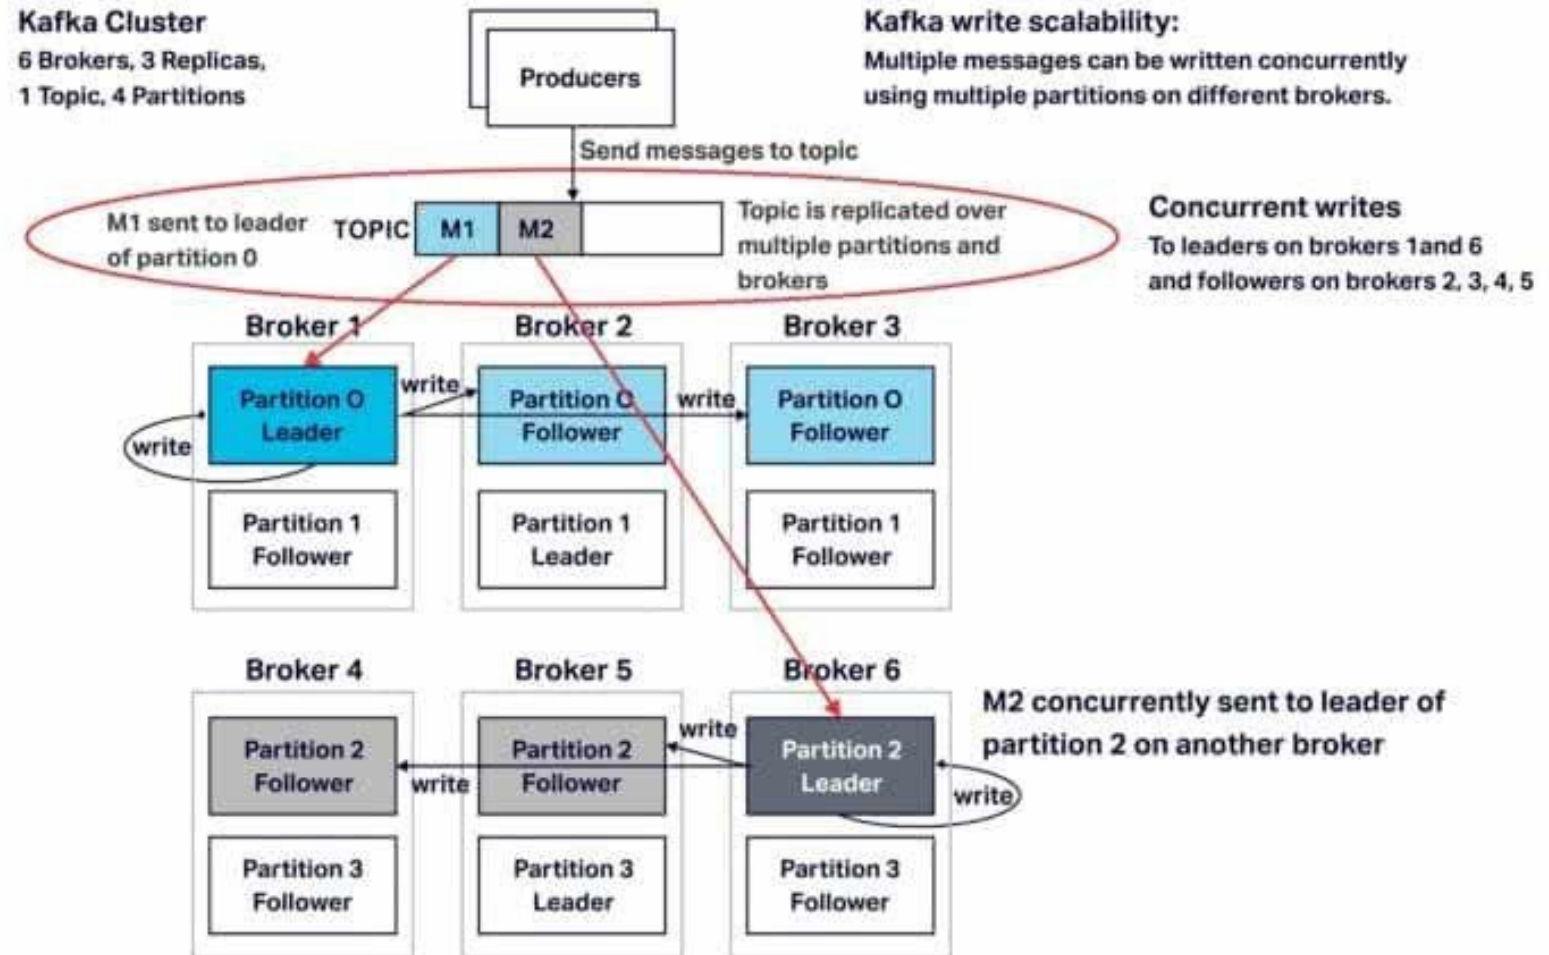 Kafka Cluster
6 Brokers, 3 Replicas,
1 Topic, 4 Partitions
Producers
Kafka write scalability:
Multiple messages can be written concurrently
using multiple partitions on different brokers.
Send messages to topic
M1 sent to leader
of partition 0
TOPIC
M1
M2
Topic is replicated over
multiple partitions and
brokers
Concurrent writes
To leaders on brokers 1and 6
and followers on brokers 2, 3, 4, 5
Broker 1
Broker 2
Broker 3
Partition O
Leader
write
Partition O
Follower
write
Partition O
Follower
write
Partition 1
Follower
Partition 1
Leader
Partition 1
Follower
Broker 4
Broker 5
Broker 6
M2 concurrently sent to leader of
partition 2 on another broker
Partition 2
Follower
write
Partition 2
Follower
write
Partition 2
Leader
write
Partition 3
Follower
Partition 3
Leader
Partition 3
Follower